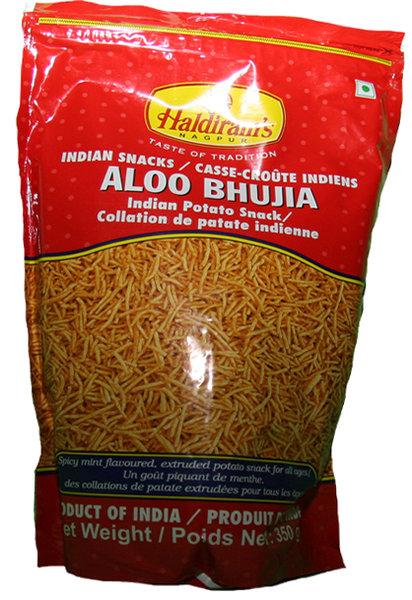 Haldiram's
NAGPUR
TASTE OF TRADITION
INDIAN SNACKS / CASSE-CROÛTE INDIENS
ALOO BHUJIA
Indian Potato Snack/
Collation de patate indienne
Spicy mint flavoured, extruded potato snack for all ages!
Un goût piquant de menthe,
des collations de patate extrudées pour tous les
DUCT OF INDIA / PRODUIT
et Weight / Poids Net: 350 g